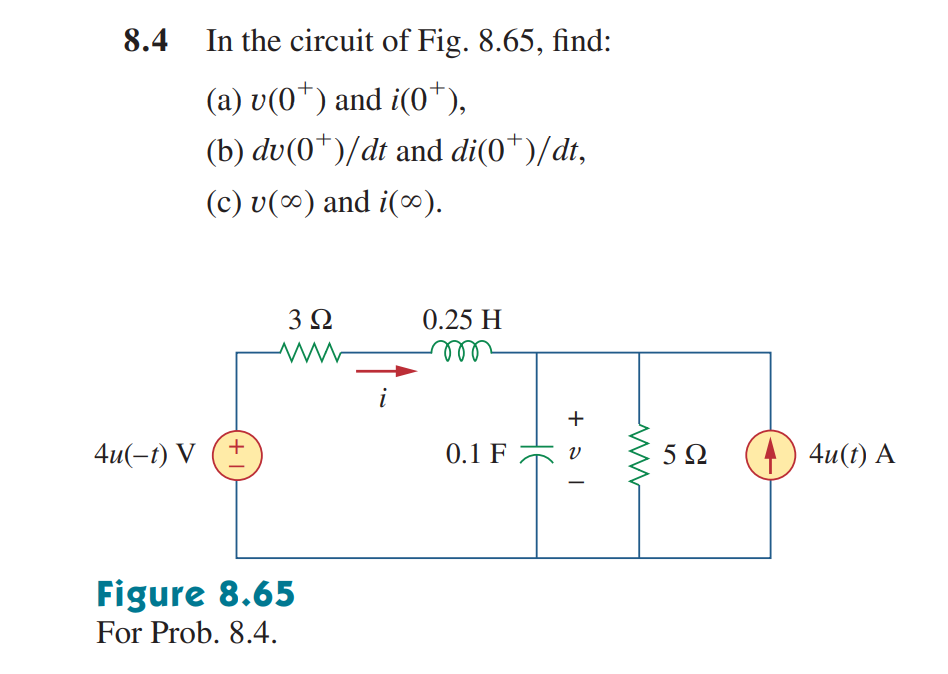 8.4 In the circuit of Fig. 8.65, find:
(a) v(0⁺) and i(0⁺),
(b) dv(0⁺)/dt and di(0⁺)/dt,
(c) v(∞) and i(∞).
3 Ω 0.25 H
i
4u(−t) V + − 0.1 F + v − 5 Ω 4u(t) A
Figure 8.65
For Prob. 8.4.